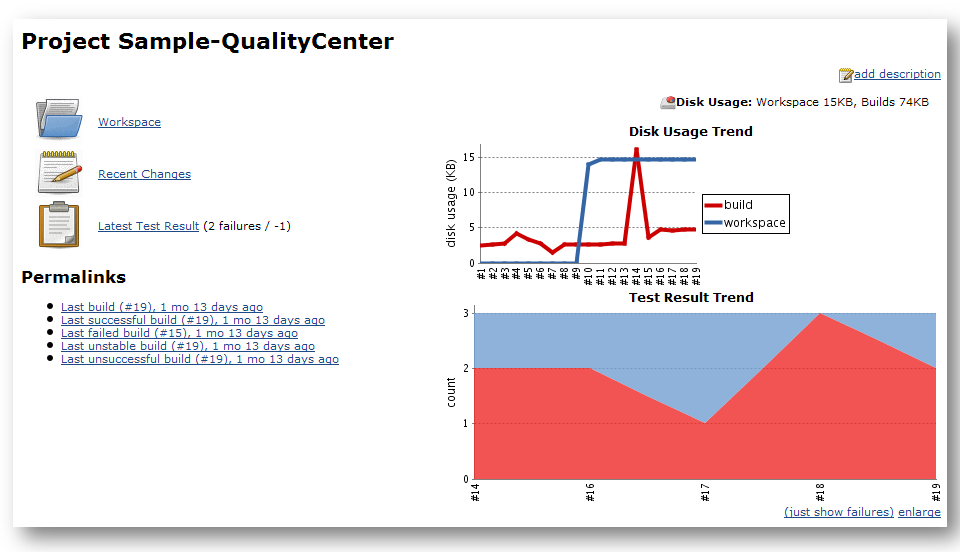 Project Sample-QualityCenter
add description
Disk Usage: Workspace 15KB, Builds 74KB
Workspace
Recent Changes
Latest Test Result (2 failures / -1)
Permalinks
Last build (#19), 1 mo 13 days ago
Last successful build (#19), 1 mo 13 days ago
Last failed build (#15), 1 mo 13 days ago
Last unstable build (#19), 1 mo 13 days ago
Last unsuccessful build (#19), 1 mo 13 days ago
Disk Usage Trend
disk usage (KB)
15
10
5
0
#1 #2 #3 #4 #5 #6 #7 #8 #9 #10 #11 #12 #13 #14 #15 #16 #17 #18 #19
build
workspace
Test Result Trend
count
3
2
1
0
#14 #16 #17 #18 #19
(just show failures) enlarge